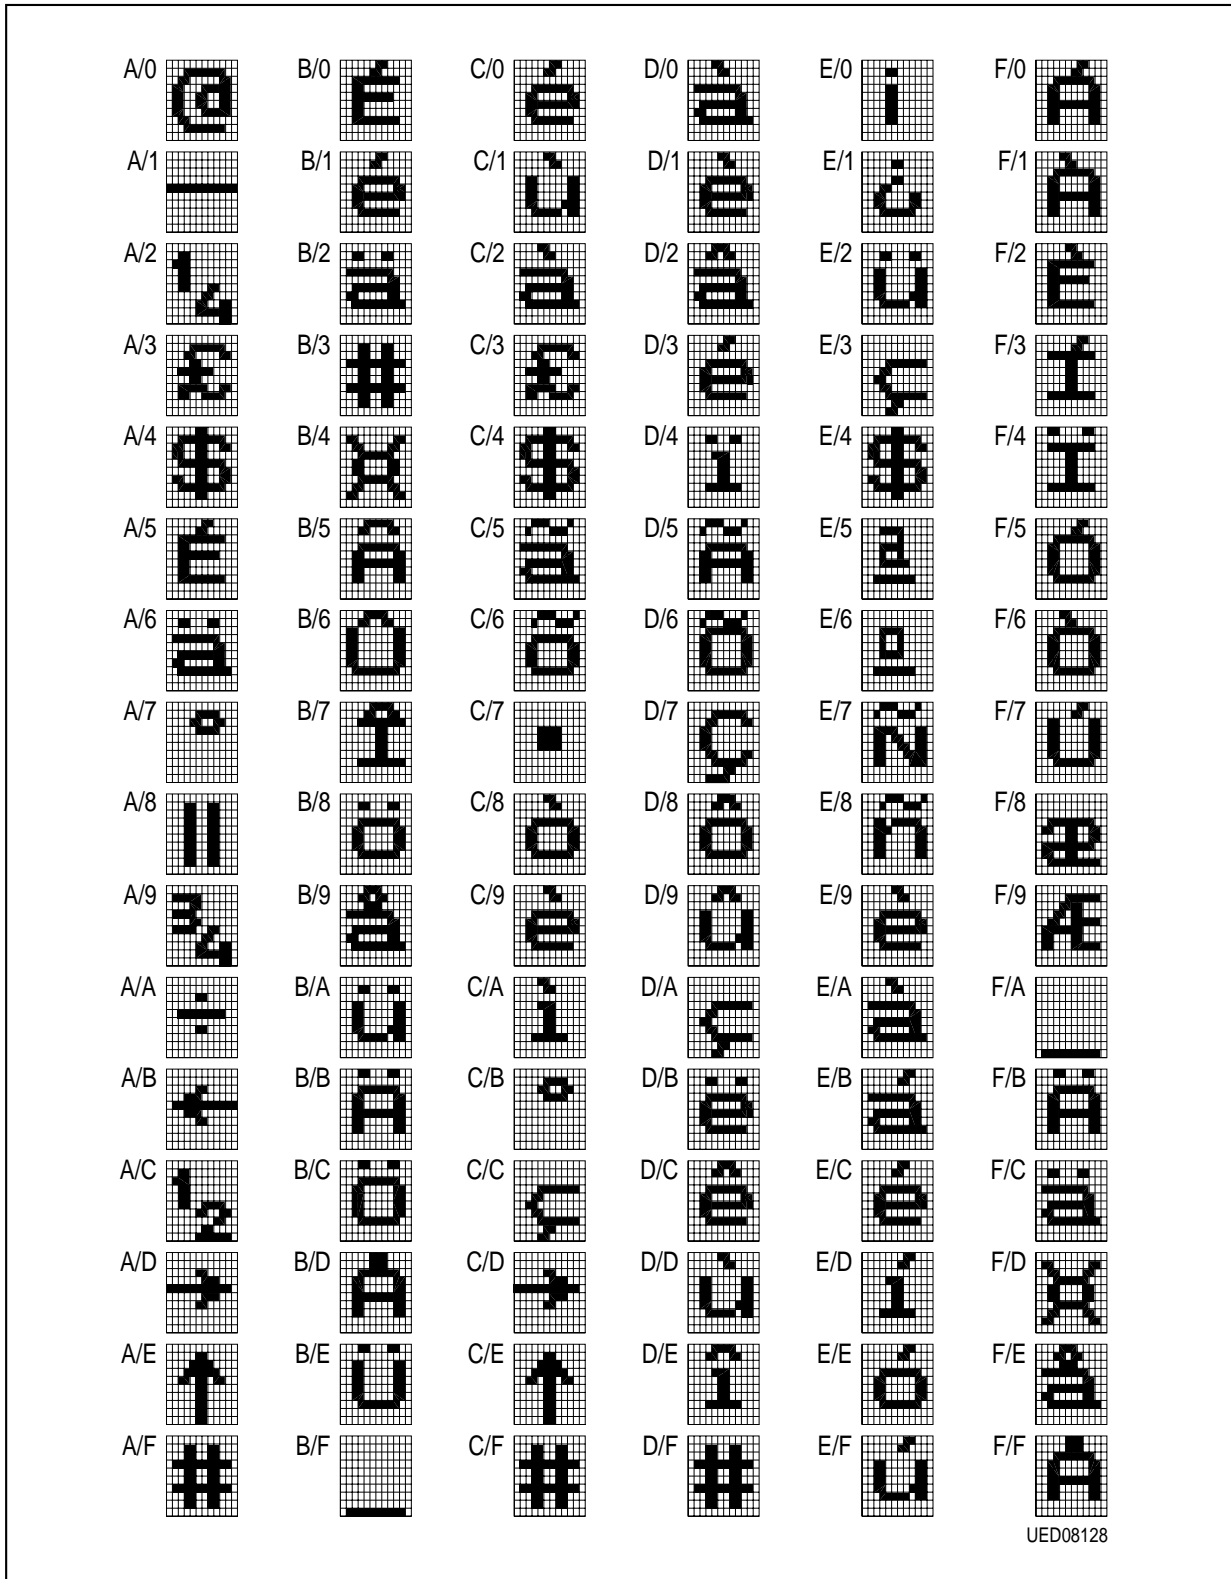 A/0 @ B/0 É C/0 é D/0 à E/0 ¡ F/0 Á
A/1 — B/1 é C/1 ù D/1 è E/1 ¿ F/1 À
A/2 ¼ B/2 ä C/2 à D/2 â E/2 ü F/2 È
A/3 £ B/3 # C/3 £ D/3 é E/3 ç F/3 Í
A/4 $ B/4 ¤ C/4 $ D/4 ï E/4 $ F/4 Ï
A/5 É B/5 Â C/5 ã D/5 Ã E/5 ª F/5 Ó
A/6 ä B/6 Û C/6 õ D/6 Õ E/6 º F/6 Ò
A/7 ° B/7 Î C/7 ▪ D/7 Ç E/7 Ñ F/7 Ú
A/8 ‖ B/8 ö C/8 ò D/8 ô E/8 ñ F/8 æ
A/9 ¾ B/9 å C/9 è D/9 û E/9 è F/9 Æ
A/A ÷ B/A ü C/A ì D/A ç E/A à F/A _
A/B ← B/B Ä C/B ° D/B ë E/B á F/B Ä
A/C ½ B/C Ö C/C ç D/C ê E/C é F/C ä
A/D → B/D Å C/D → D/D ù E/D í F/D ¤
A/E ↑ B/E Ü C/E ↑ D/E î E/E ó F/E å
A/F # B/F _ C/F # D/F # E/F ú F/F Å
UED08128